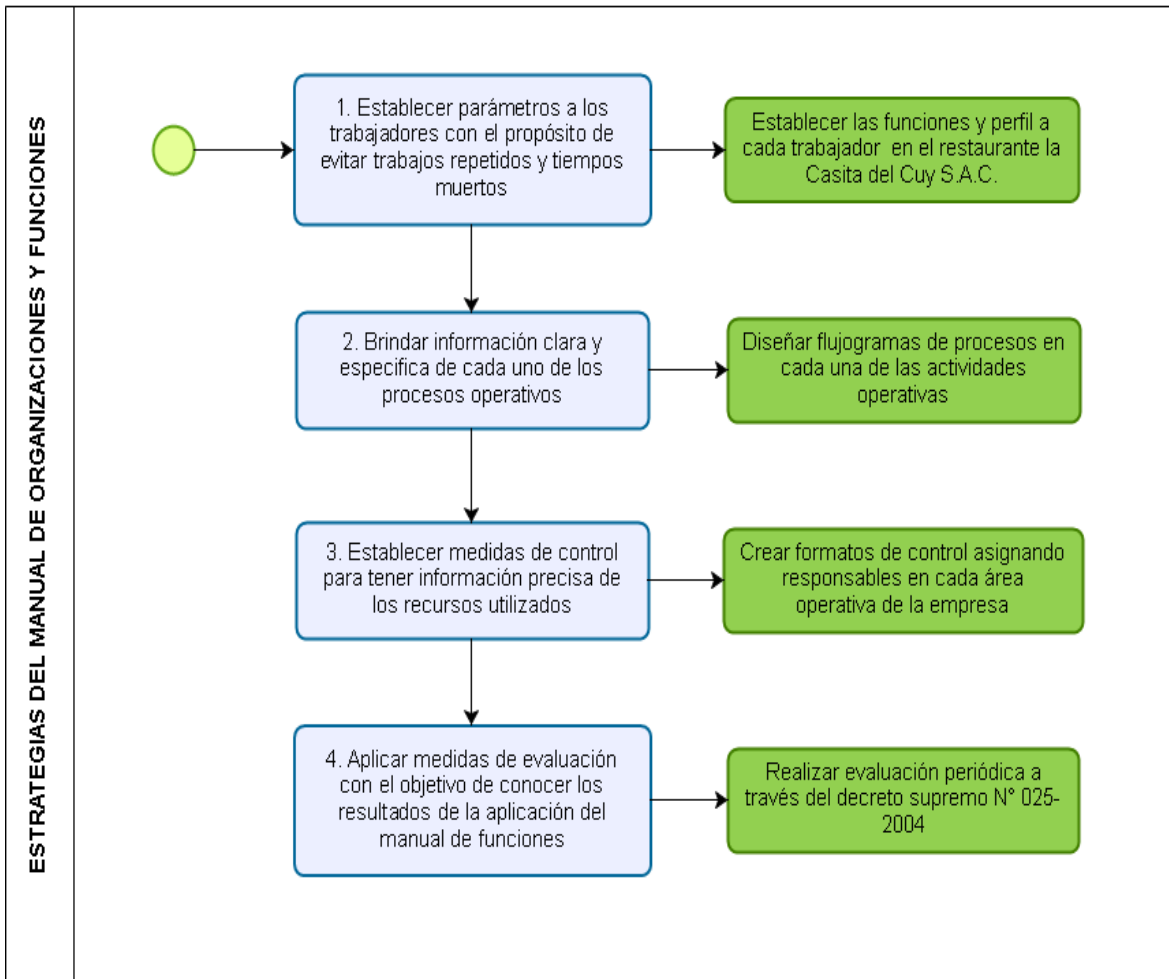 ESTRATEGIAS DEL MANUAL DE ORGANIZACIONES Y FUNCIONES
1. Establecer parámetros a los
trabajadores con el propósito de
evitar trabajos repetidos y tiempos
muertos
Establecer las funciones y perfil a
cada trabajador en el restaurante la
Casita del Cuy S.A.C.
2. Brindar información clara y
especifica de cada uno de los
procesos operativos
Diseñar flujogramas de procesos en
cada una de las actividades
operativas
3. Establecer medidas de control
para tener información precisa de
los recursos utilizados
Crear formatos de control asignando
responsables en cada área
operativa de la empresa
4. Aplicar medidas de evaluación
con el objetivo de conocer los
resultados de la aplicación del
manual de funciones
Realizar evaluación periódica a
través del decreto supremo N° 025-
2004